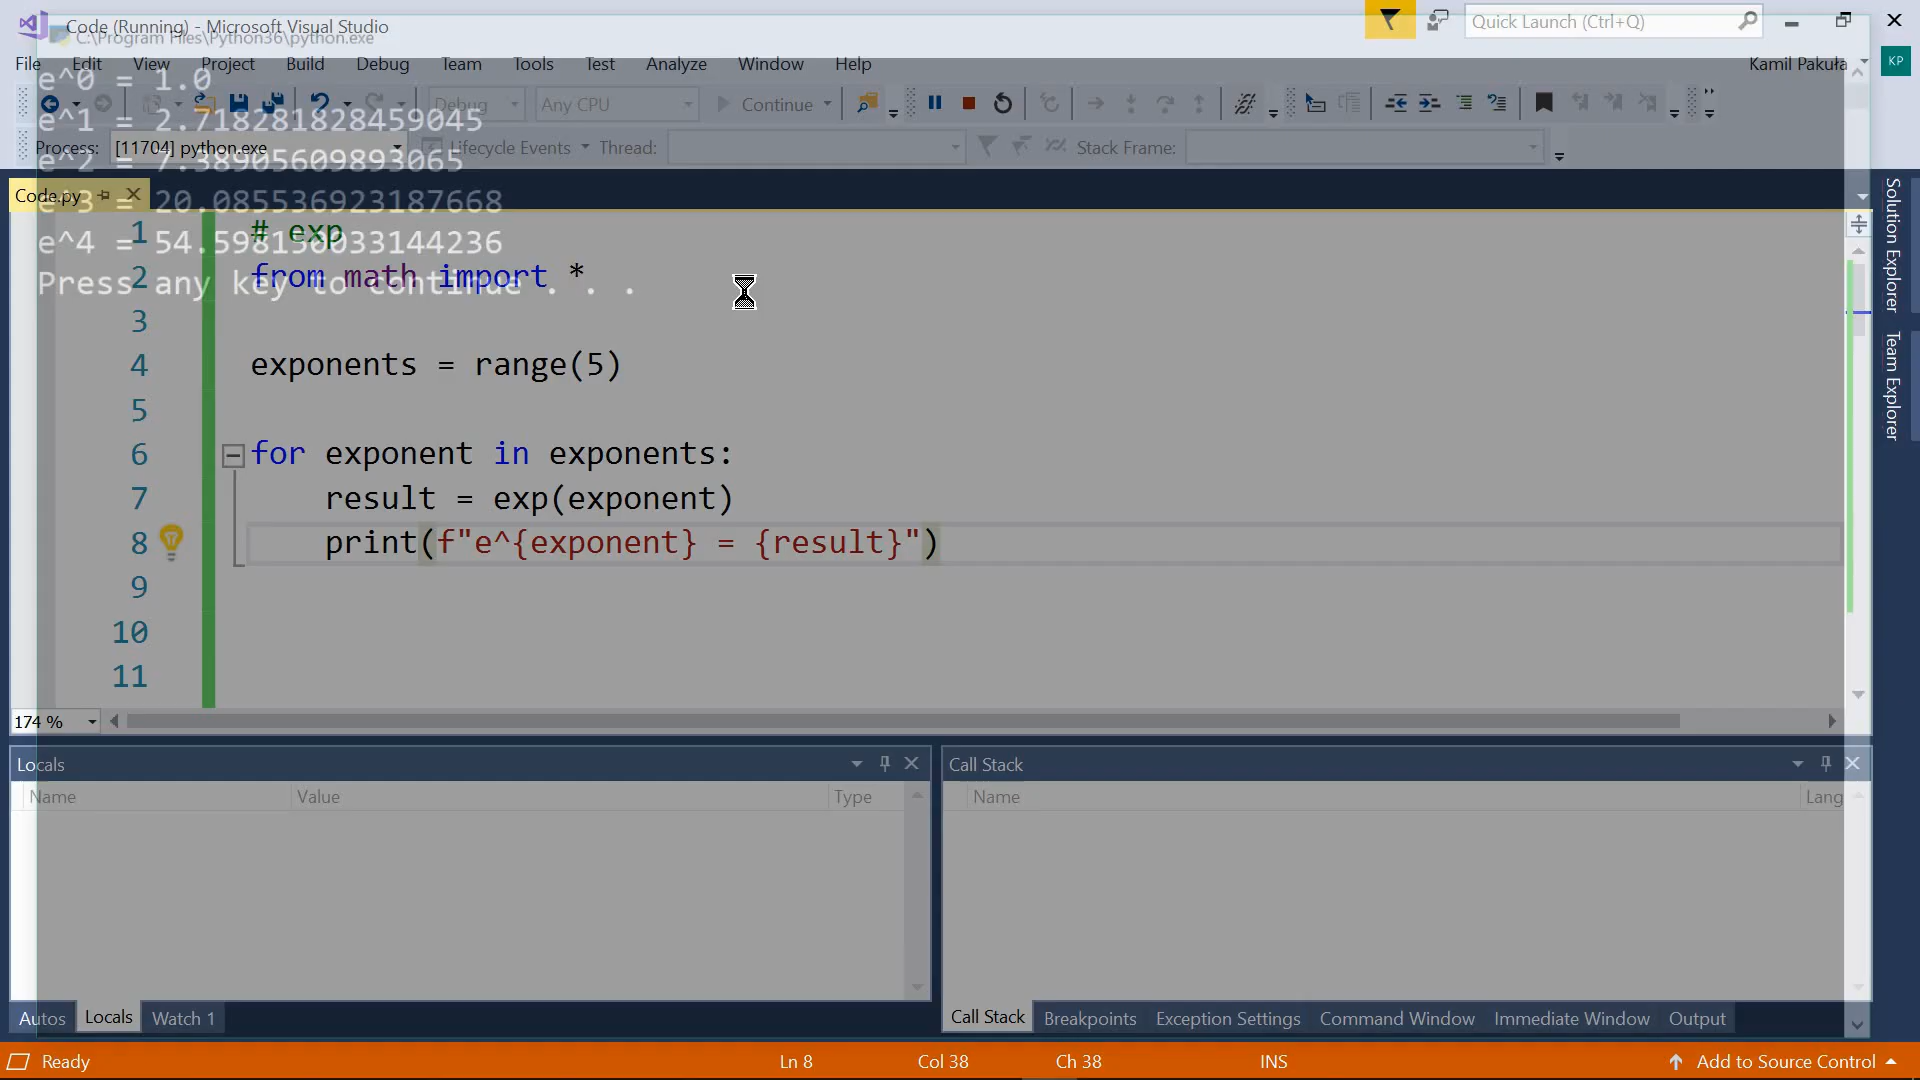 Code (Running) - Microsoft Visual Studio
Quick Launch (Ctrl+Q)
C:\Program Files\Python36\python.exe
File Edit View Project Build Debug Team Tools Test Analyze Window Help
Kamil Pakuła
KP
e^0 = 1.0
Debug
Any CPU
Continue
e^1 = 2.718281828459045
Process: [11704] python.exe
Lifecycle Events
Thread:
Stack Frame:
e^2 = 7.38905609893065
Code.py
e^3 = 20.085536923187668
e^4 = 54.598150033144236
Press any key to continue . . .
1 # exp
2 from math import *
3
4 exponents = range(5)
5
6 for exponent in exponents:
7 result = exp(exponent)
8 print(f"e^{exponent} = {result}")
9
10
11
174 %
Solution Explorer
Team Explorer
Locals
Name Value Type
Call Stack
Name Lang
Autos Locals Watch 1
Call Stack Breakpoints Exception Settings Command Window Immediate Window Output
Ready
Ln 8 Col 38 Ch 38 INS
Add to Source Control